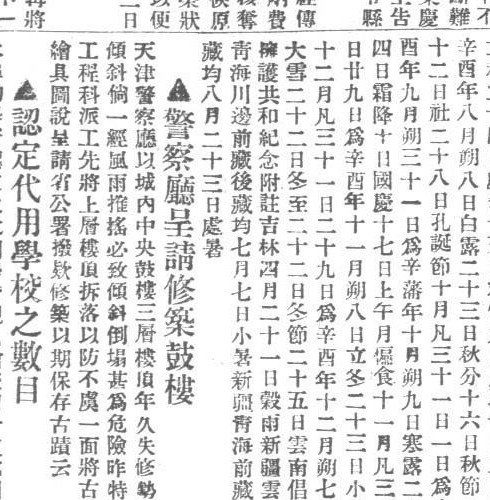 辛酉年八月朔八日白露二十三日秋分十六日秋節
十二日社二十八日孔誕節十月凡三十一日一日為
酉年九月朔三十一日為辛藩年十月朔九日寒露二
四日霜降十日國慶十七日上午月偏食十一月凡三
日廿九日為辛酉年十一月朔八日立冬二十三日小
十二月凡三十一日二十九日為辛酉年十二月朔七
大雪二十二日冬至二十二日冬節二十五日雲南倡
擁護共和紀念附註吉林四月二十一日穀雨新疆雲
青海川邊前藏後藏均七月七日小暑新疆青海前藏
藏均八月二十三日處暑
▲警察廳呈請修築鼓樓
天津警察廳以城內中央鼓樓三層樓頂年久失修勢
傾斜倘一經風雨摧搖必致傾斜倒塌甚為危險昨特
工程科派工先將上層樓頂拆落以防不虞一面將古
繪具圖說呈請省公署撥欵修築以期保存古蹟云
▲認定代用學校之數目